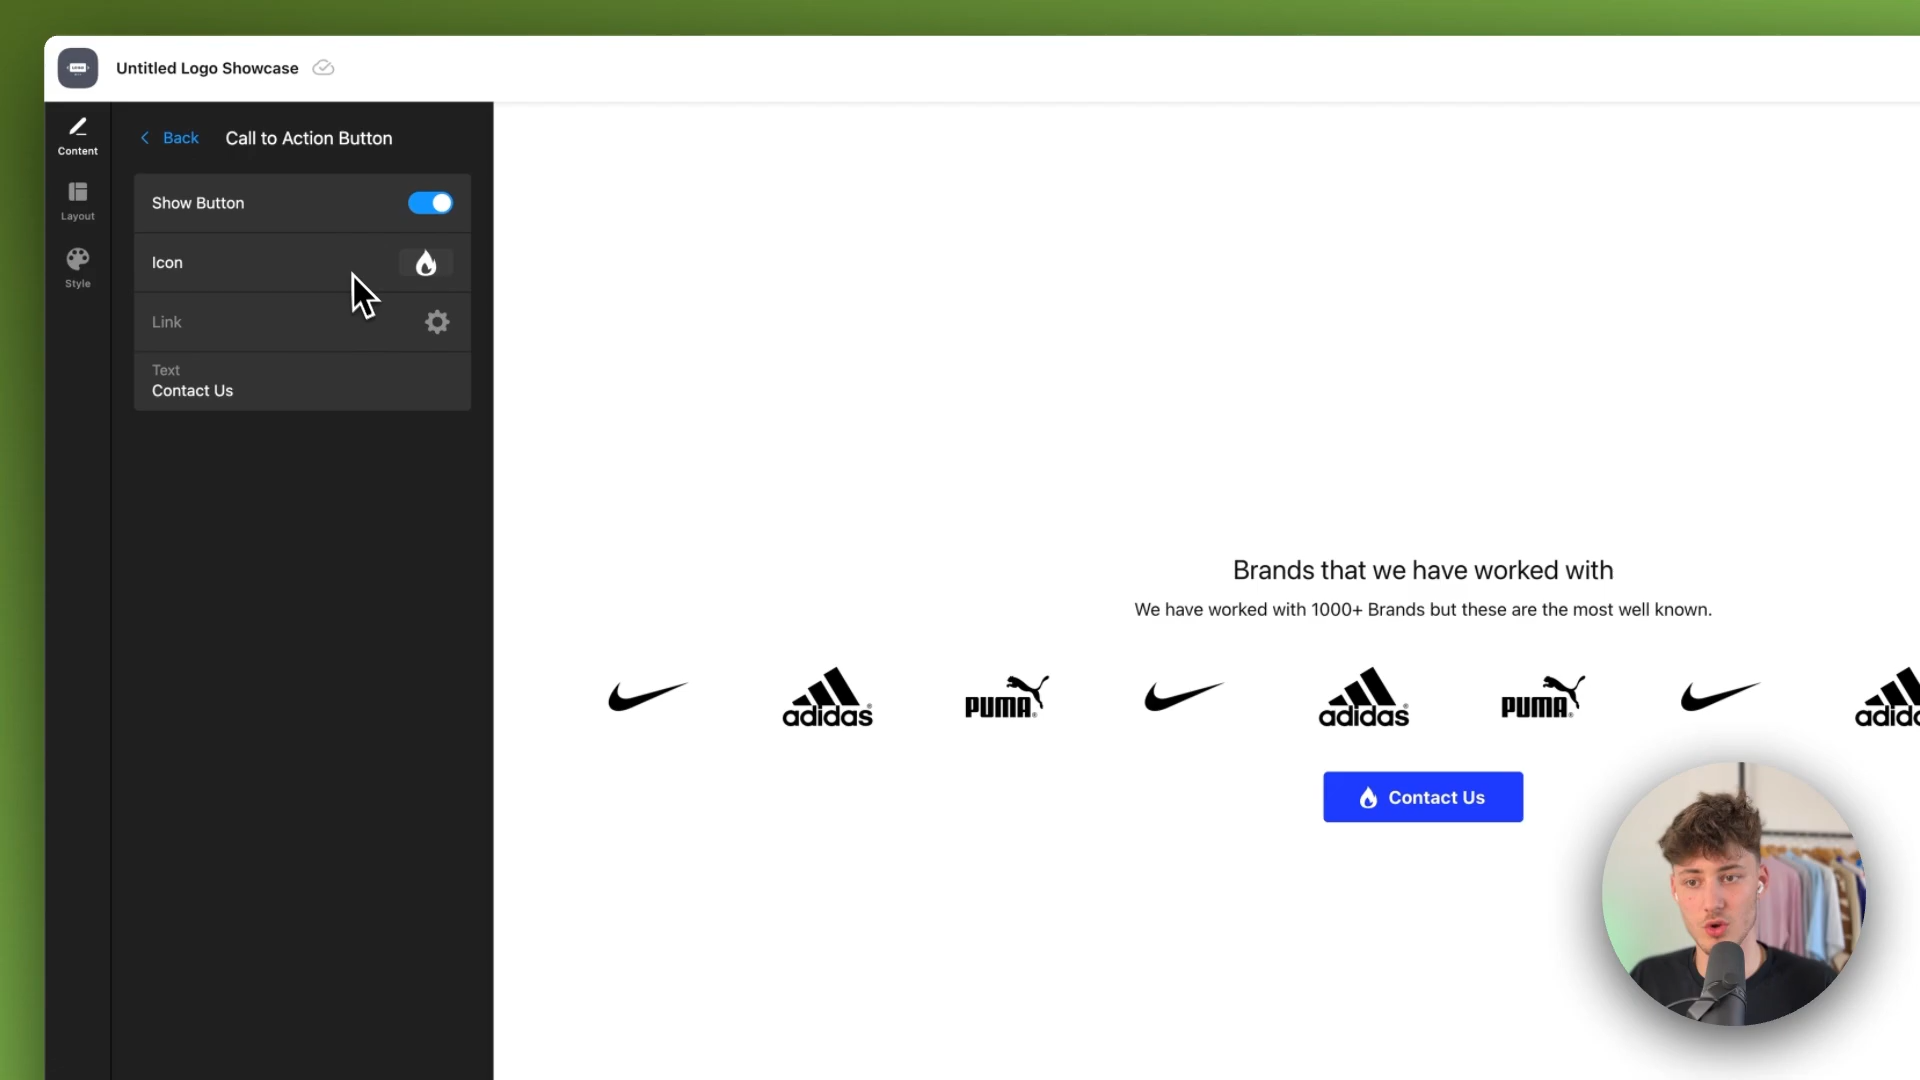 Untitled Logo Showcase
Content
Layout
Style
Back
Call to Action Button
Show Button
Icon
Link
Text
Contact Us
Brands that we have worked with
We have worked with 1000+ Brands but these are the most well known.
adidas PUMA adidas PUMA
Contact Us